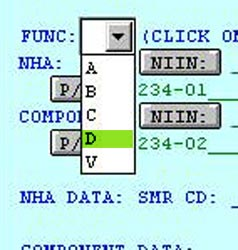 FUNC: (CLICK ON
NHA: NIIN:
A
P/ B 234-01
C
COMPO NIIN:
P/ D 234-02
V
NHA DATA: SMR CD:
COMPONENT DATA: